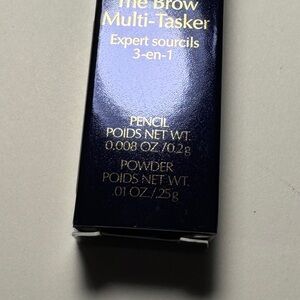 The Brow
Multi-Tasker
Expert sourcils
3-en-1
PENCIL
POIDS NET WT.
0.008 OZ./0.2g
POWDER
POIDS NET WT.
.01 OZ./.25g